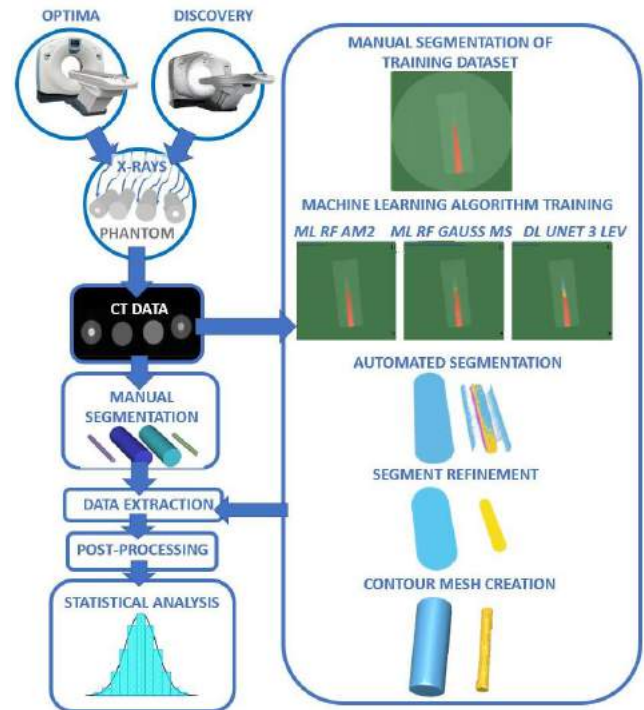 OPTIMA
DISCOVERY
X-RAYS
PHANTOM
CT DATA
MANUAL
SEGMENTATION
DATA EXTRACTION
POST-PROCESSING
STATISTICAL ANALYSIS
MANUAL SEGMENTATION OF
TRAINING DATASET
MACHINE LEARNING ALGORITHM TRAINING
ML RF AM2
ML RF GAUSS MS
DL UNET 3 LEV
AUTOMATED SEGMENTATION
SEGMENT REFINEMENT
CONTOUR MESH CREATION